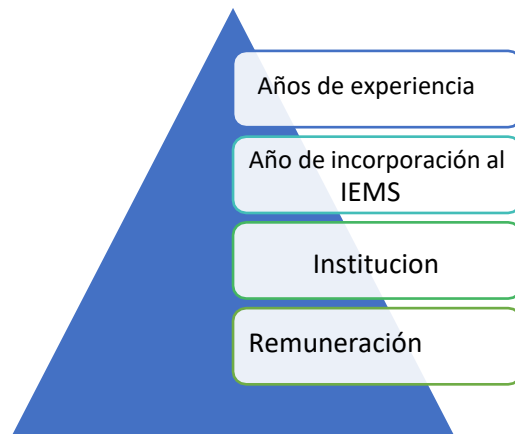 Años de experiencia
Año de incorporación al
IEMS
Institucion
Remuneración